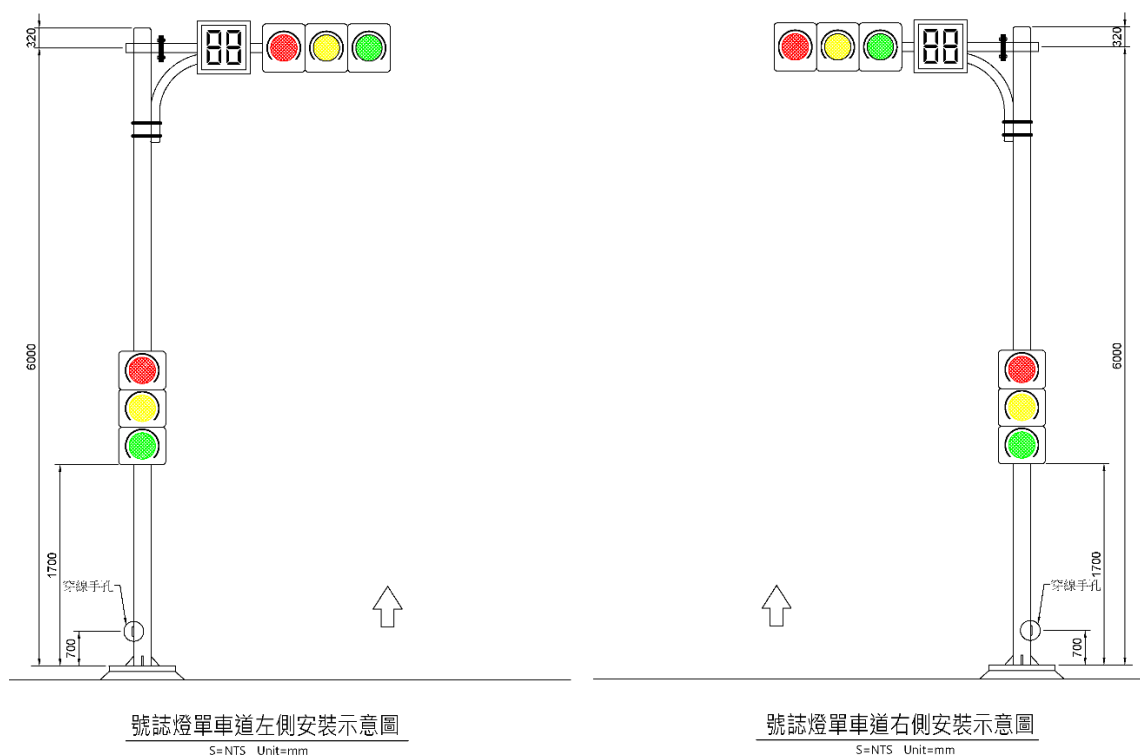 320
88
6000
1700
穿線手孔
700
號誌燈單車道左側安裝示意圖
S=NTS Unit=mm
88
320
6000
1700
穿線手孔
700
號誌燈單車道右側安裝示意圖
S=NTS Unit=mm